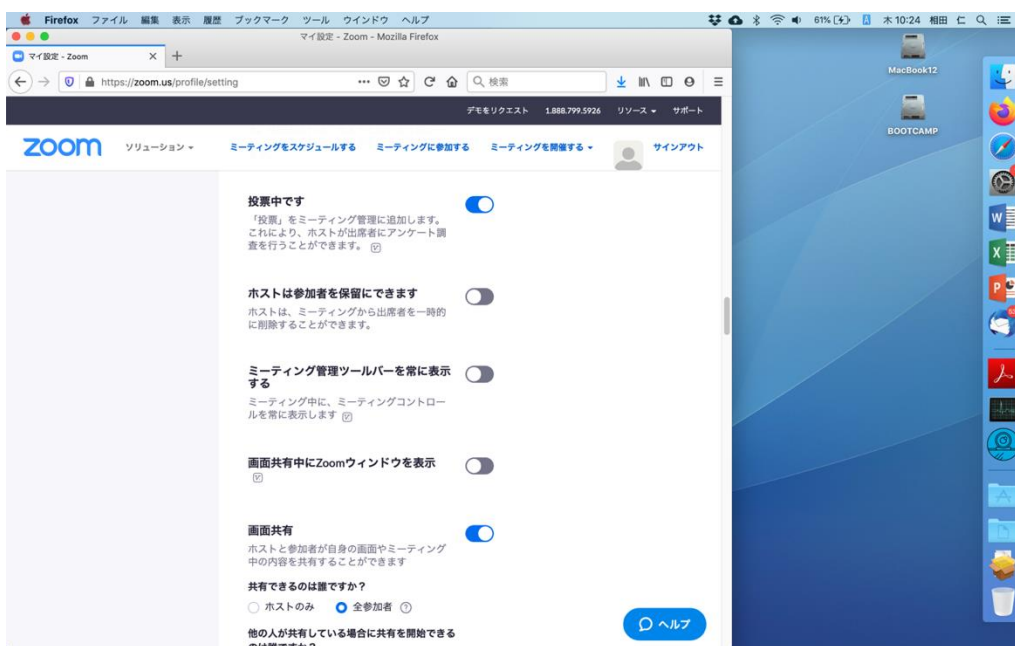 Firefox ファイル 編集 表示 履歴 ブックマーク ツール ウインドウ ヘルプ 61% 木10:24 相田 仁
マイ設定 - Zoom - Mozilla Firefox
マイ設定 - Zoom
https://zoom.us/profile/setting 検索
デモをリクエスト 1.888.799.5926 リソース サポート
zoom ソリューション ミーティングをスケジュールする ミーティングに参加する ミーティングを開催する サインアウト
投票中です
「投票」をミーティング管理に追加します。
これにより、ホストが出席者にアンケート調
査を行うことができます。
ホストは参加者を保留にできます
ホストは、ミーティングから出席者を一時的
に削除することができます。
ミーティング管理ツールバーを常に表示
する
ミーティング中に、ミーティングコントロー
ルを常に表示します
画面共有中にZoomウィンドウを表示
画面共有
ホストと参加者が自身の画面やミーティング
中の内容を共有することができます
共有できるのは誰ですか？
ホストのみ 全参加者
他の人が共有している場合に共有を開始できる
のは誰ですか？
ヘルプ
MacBook12
BOOTCAMP